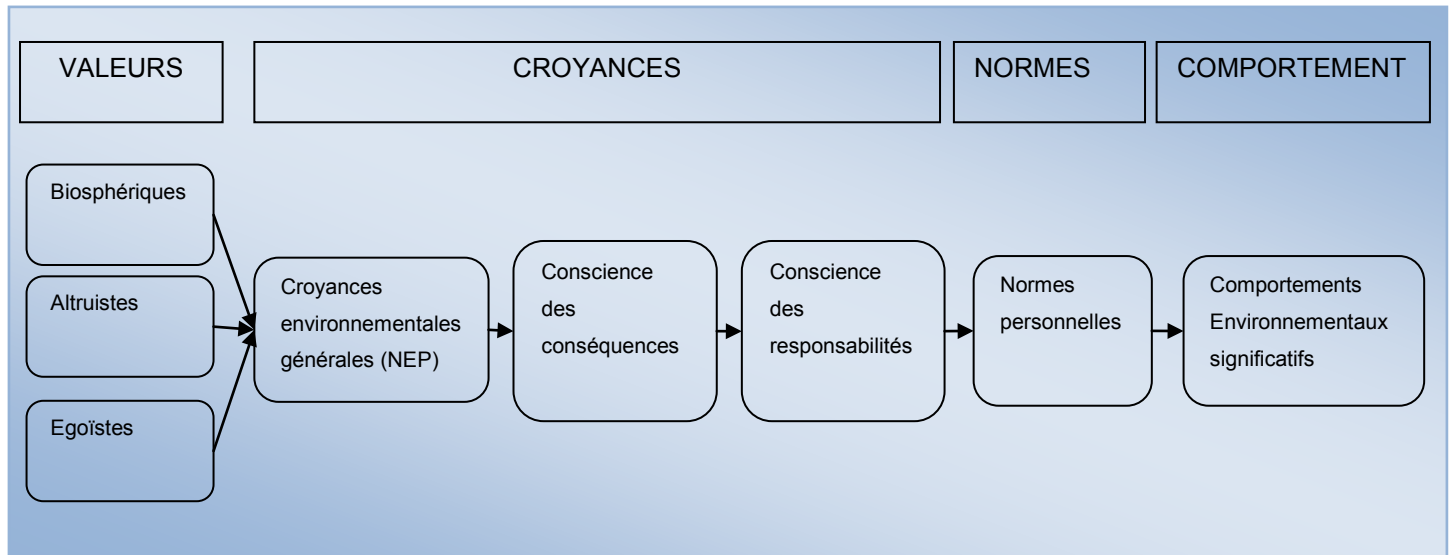 VALEURS
CROYANCES
NORMES
COMPORTEMENT
Biosphériques
Altruistes
Egoïstes
Croyances
environnementales
générales (NEP)
Conscience
des
conséquences
Conscience
des
responsabilités
Normes
personnelles
Comportements
Environnementaux
significatifs